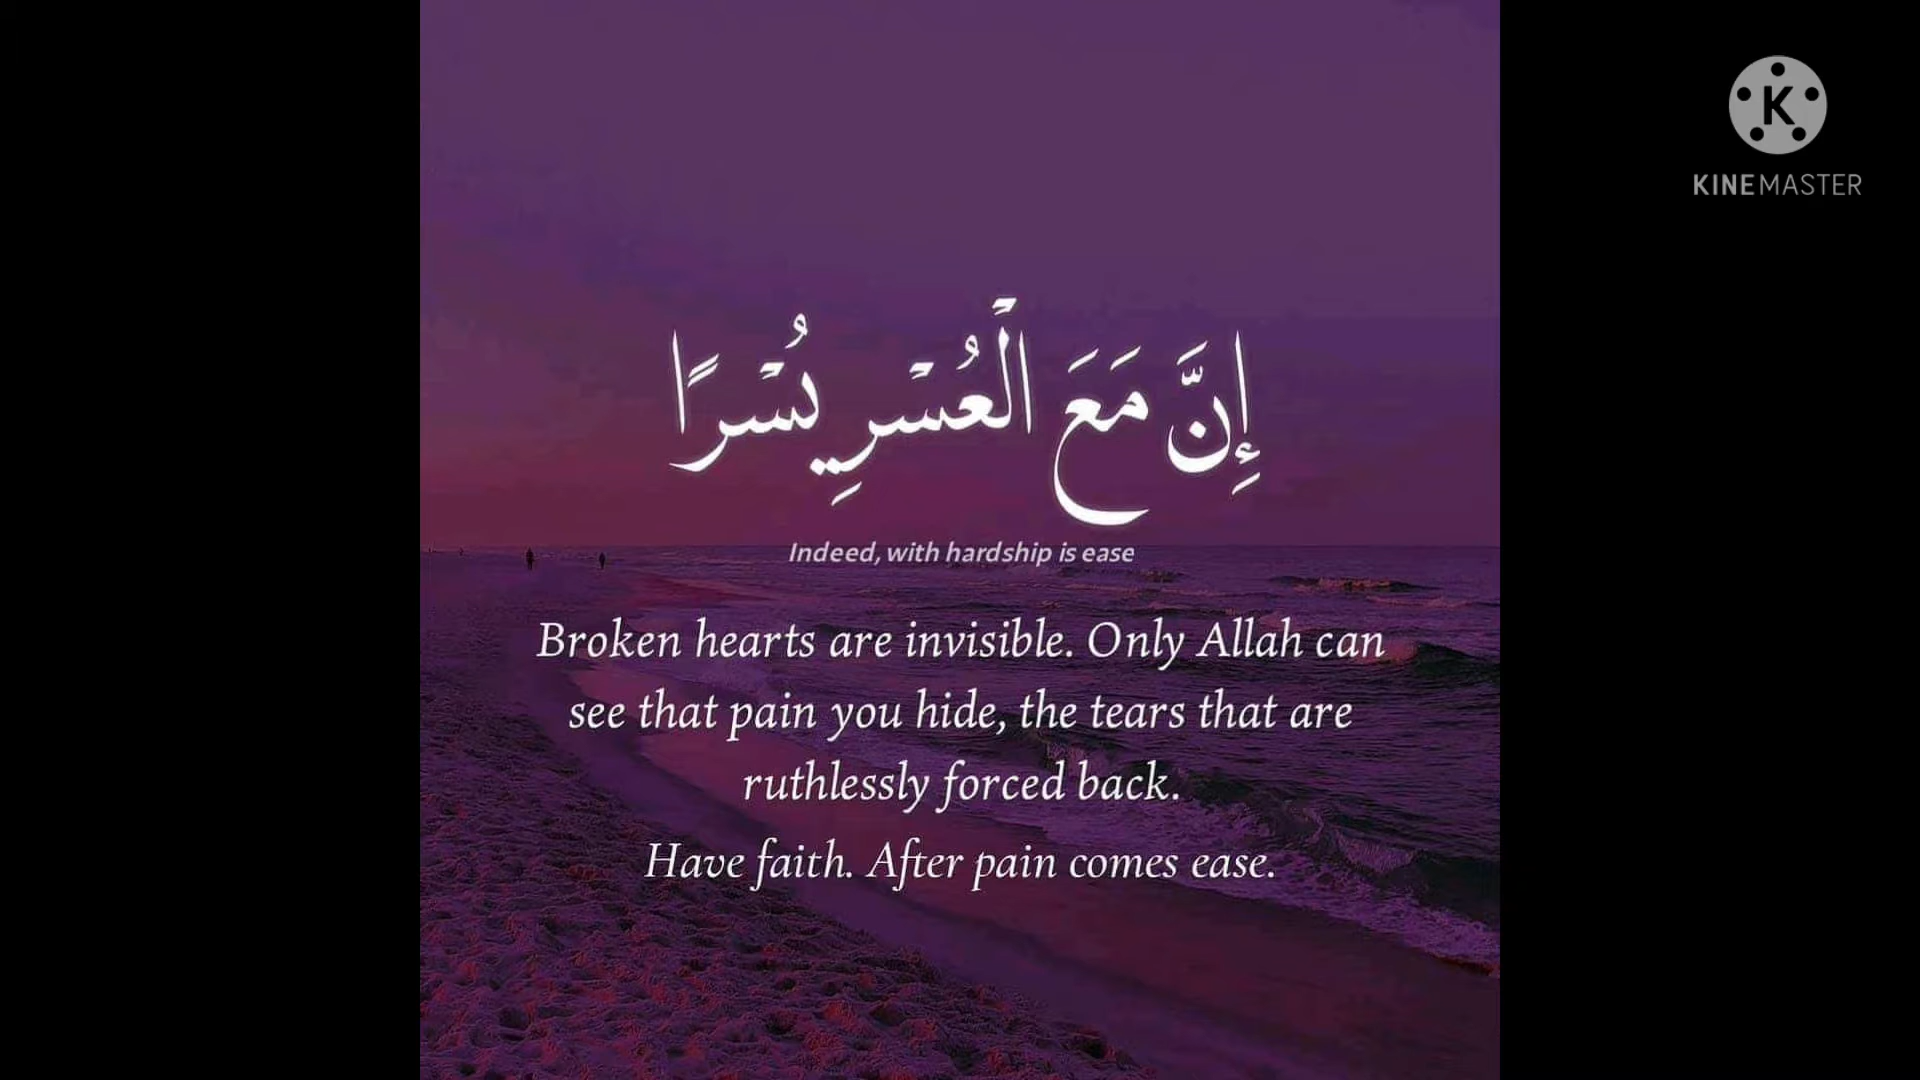 إِنَّ مَعَ الْعُسْرِ يُسْرًا
Indeed, with hardship is ease
Broken hearts are invisible. Only Allah can
see that pain you hide, the tears that are
ruthlessly forced back.
Have faith. After pain comes ease.
K
KINEMASTER